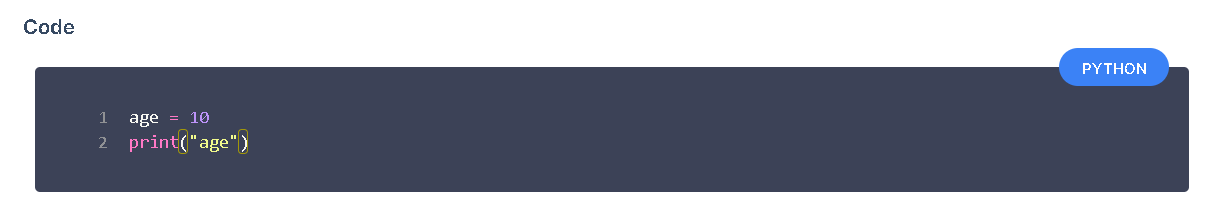 Code
PYTHON
1 age = 10
2 print("age")